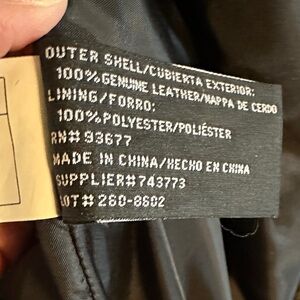 OUTER SHELL/CUBIERTA EXTERIOR:
100%GENUINE LEATHER/NAPPA DE CERDO
LINING/FORRO:
100%POLYESTER/POLIÉSTER
RN# 93677
MADE IN CHINA/HECHO EN CHINA
SUPPLIER#743773
LOT#260-8602